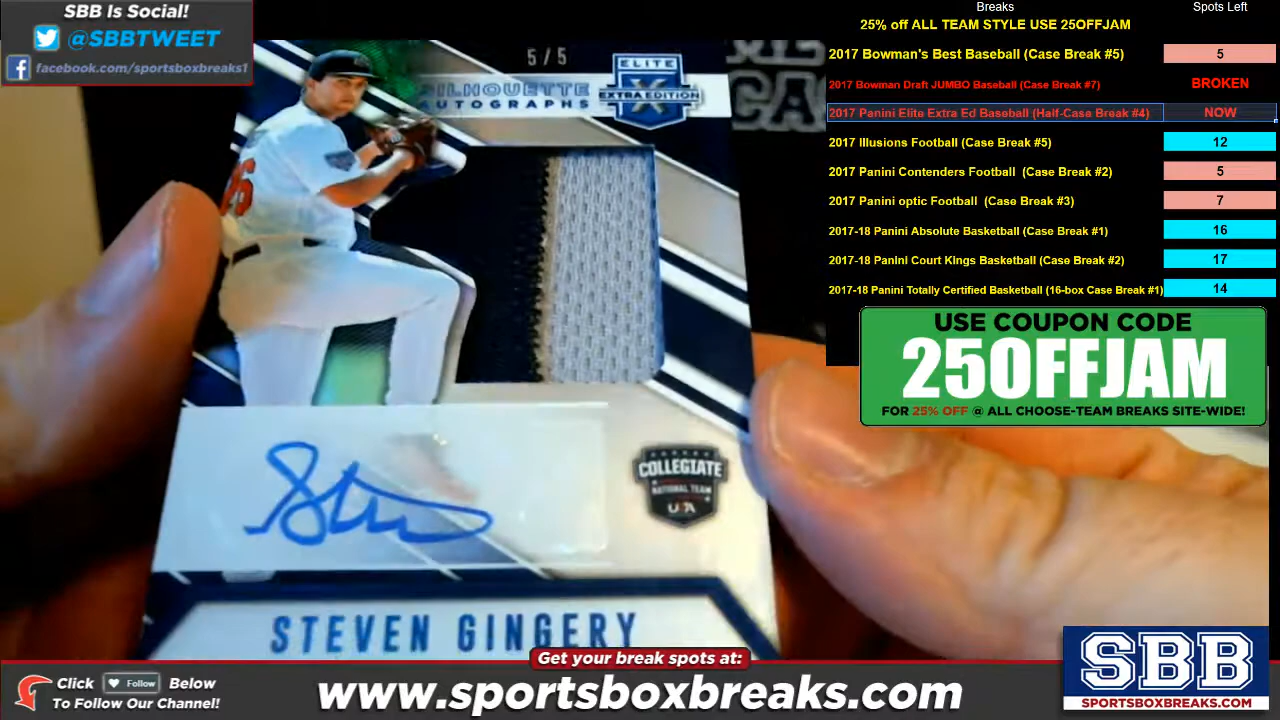 SBB Is Social!
@SBBTWEET
facebook.com/sportsboxbreaks1
5/5
SILHOUETTE
AUTOGRAPHS
ELITE
EXTRA EDITION
COLLEGIATE
NATIONAL TEAM
USA
STEVEN GINGERY
Breaks Spots Left
25% off ALL TEAM STYLE USE 25OFFJAM
2017 Bowman's Best Baseball (Case Break #5) 5
2017 Bowman Draft JUMBO Baseball (Case Break #7) BROKEN
2017 Panini Elite Extra Ed Baseball (Half-Case Break #4) NOW
2017 Illusions Football (Case Break #5) 12
2017 Panini Contenders Football (Case Break #2) 5
2017 Panini optic Football (Case Break #3) 7
2017-18 Panini Absolute Basketball (Case Break #1) 16
2017-18 Panini Court Kings Basketball (Case Break #2) 17
2017-18 Panini Totally Certified Basketball (16-box Case Break #1) 14
USE COUPON CODE
25OFFJAM
FOR 25% OFF @ ALL CHOOSE-TEAM BREAKS SITE-WIDE!
Get your break spots at:
Click Follow Below
To Follow Our Channel!
www.sportsboxbreaks.com
SBB
SPORTSBOXBREAKS.COM